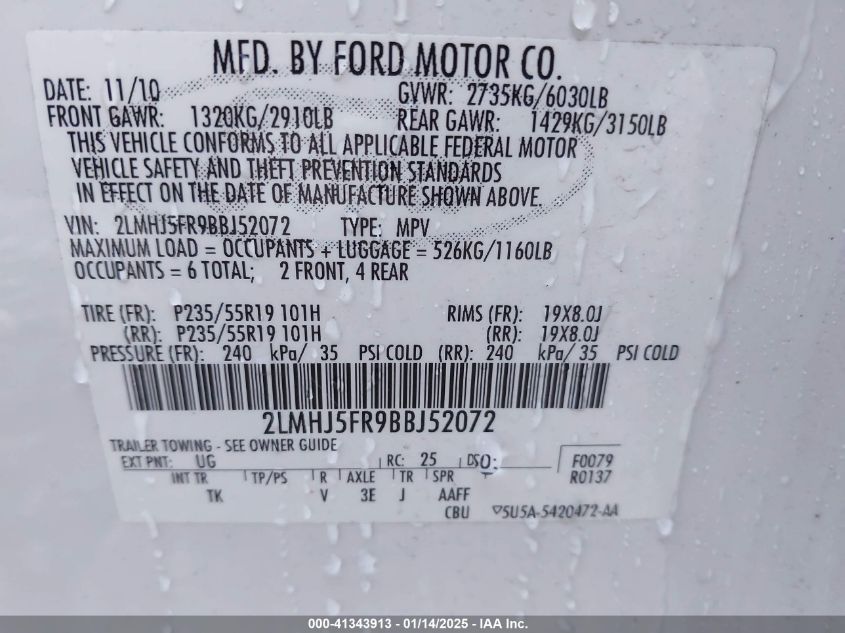 MFD. BY FORD MOTOR CO.
DATE: 11/10 GVWR: 2735KG/6030LB
FRONT GAWR: 1320KG/2910LB REAR GAWR: 1429KG/3150LB
THIS VEHICLE CONFORMS TO ALL APPLICABLE FEDERAL MOTOR
VEHICLE SAFETY AND THEFT PREVENTION STANDARDS
IN EFFECT ON THE DATE OF MANUFACTURE SHOWN ABOVE.
VIN: 2LMHJ5FR9BBJ52072 TYPE: MPV
MAXIMUM LOAD = OCCUPANTS + LUGGAGE = 526KG/1160LB
OCCUPANTS = 6 TOTAL; 2 FRONT, 4 REAR
TIRE (FR): P235/55R19 101H RIMS (FR): 19X8.0J
(RR): P235/55R19 101H (RR): 19X8.0J
PRESSURE (FR): 240 kPa/ 35 PSI COLD (RR): 240 kPa/ 35 PSI COLD
2LMHJ5FR9BBJ52072
TRAILER TOWING - SEE OWNER GUIDE
EXT PNT: UG RC: 25 DSO: F0079
INT TR TP/PS R AXLE TR SPR R0137
TK V 3E J AAFF
CBU ▽5U5A-5420472-AA
000-41343913 - 01/14/2025 - IAA Inc.